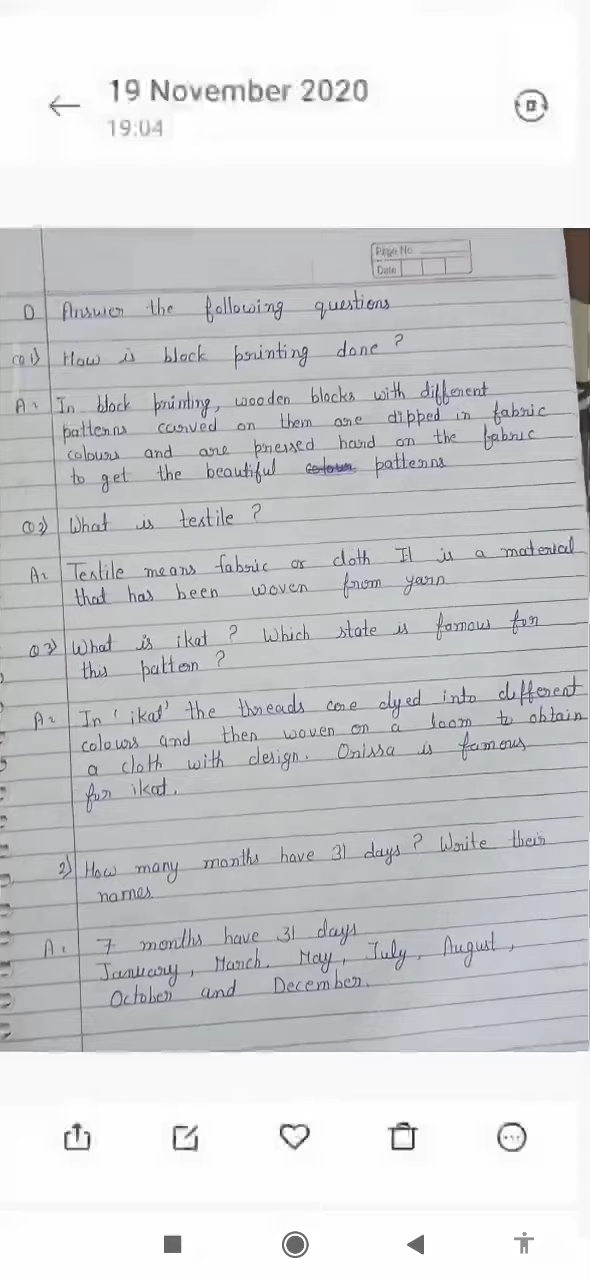 19 November 2020
19:04
Page No
Date
D Answer the following questions
Q1) How is block printing done ?
A: In block printing, wooden blocks with different
patterns carved on them are dipped in fabric
colours and are pressed hand on the fabric
to get the beautiful patterns
Q2) What is textile ?
A: Textile means fabric or cloth It is a material
that has been woven from yarn
Q3) What is ikat ? Which state is famous for
this pattern ?
A: In 'ikat' the threads are dyed into different
colours and then woven on a loom to obtain
a cloth with design. Orissa is famous
for ikat.
2) How many months have 31 days ? Write their
names
A: 7 months have 31 days
January, March. May, July, August,
October and December.